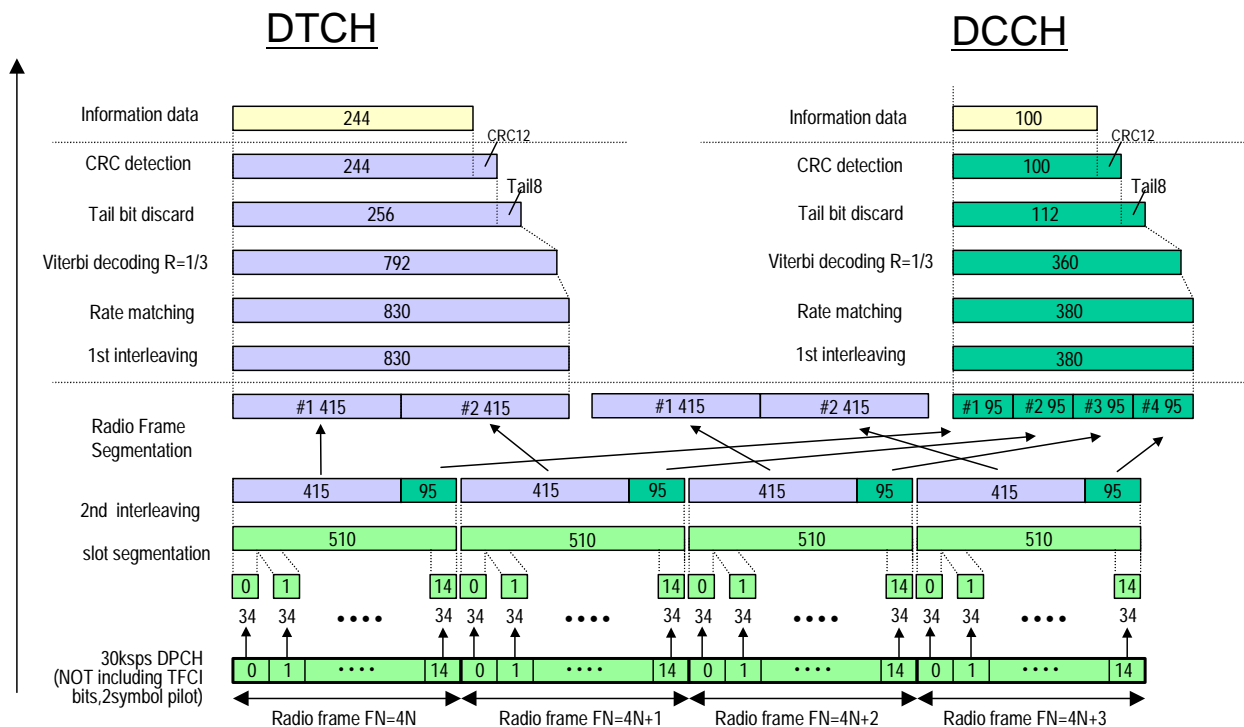 DTCH
DCCH
Information data
244
Information data
100
CRC12
CRC12
CRC detection
244
CRC detection
100
Tail8
Tail8
Tail bit discard
256
Tail bit discard
112
Viterbi decoding R=1/3
792
Viterbi decoding R=1/3
360
Rate matching
830
Rate matching
380
1st interleaving
830
1st interleaving
380
#1 415
#2 415
#1 415
#2 415
#1 95
#2 95
#3 95
#4 95
Radio Frame
Segmentation
415
95
415
95
415
95
415
95
2nd interleaving
510
510
510
510
slot segmentation
0
1
14
0
1
14
0
1
14
0
1
14
34
34
••••
34
34
34
••••
34
34
34
••••
34
34
34
••••
34
30ksps DPCH
(NOT including TFCI
bits,2symbol pilot)
0
1
••••
14
0
1
••••
14
0
1
••••
14
0
1
••••
14
Radio frame FN=4N
Radio frame FN=4N+1
Radio frame FN=4N+2
Radio frame FN=4N+3